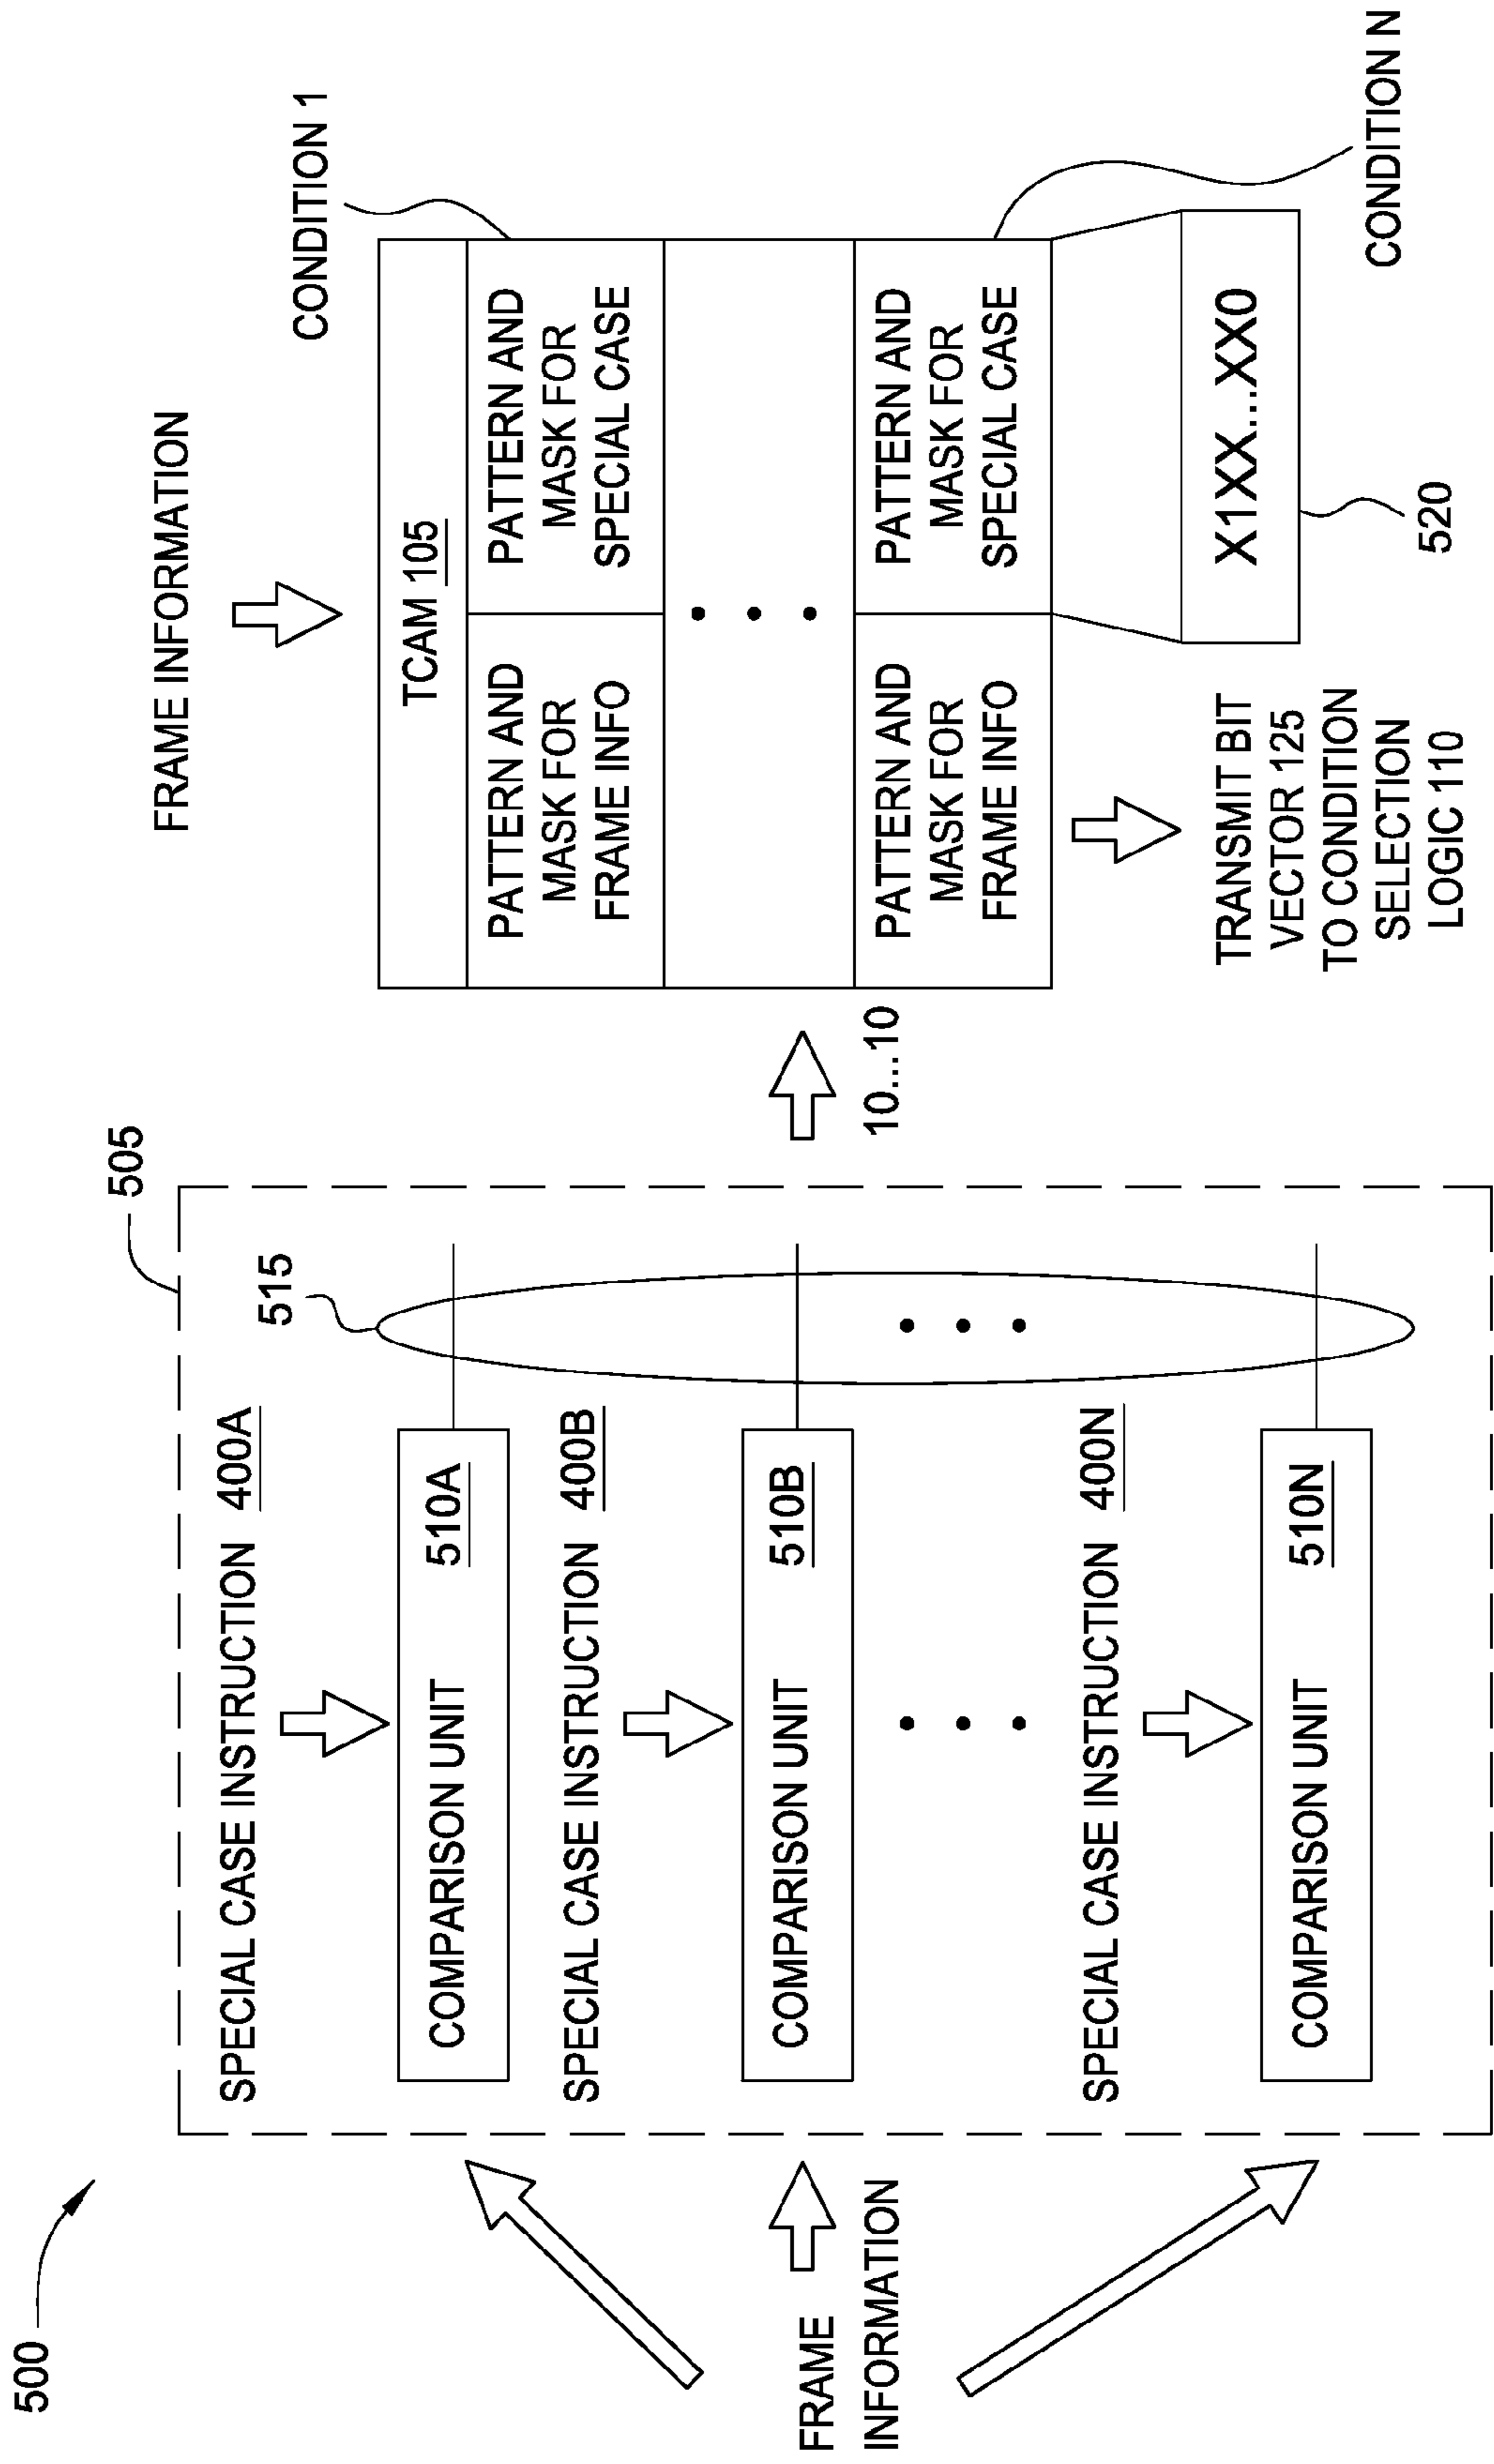 500
505
FRAME
INFORMATION
SPECIAL CASE INSTRUCTION 400A
515
COMPARISON UNIT 510A
SPECIAL CASE INSTRUCTION 400B
COMPARISON UNIT 510B
SPECIAL CASE INSTRUCTION 400N
COMPARISON UNIT 510N
10...10
FRAME INFORMATION
CONDITION 1
TCAM 105
PATTERN AND
MASK FOR
FRAME INFO
PATTERN AND
MASK FOR
SPECIAL CASE
PATTERN AND
MASK FOR
FRAME INFO
PATTERN AND
MASK FOR
SPECIAL CASE
CONDITION N
X1XX...XX0
520
TRANSMIT BIT
VECTOR 125
TO CONDITION
SELECTION
LOGIC 110